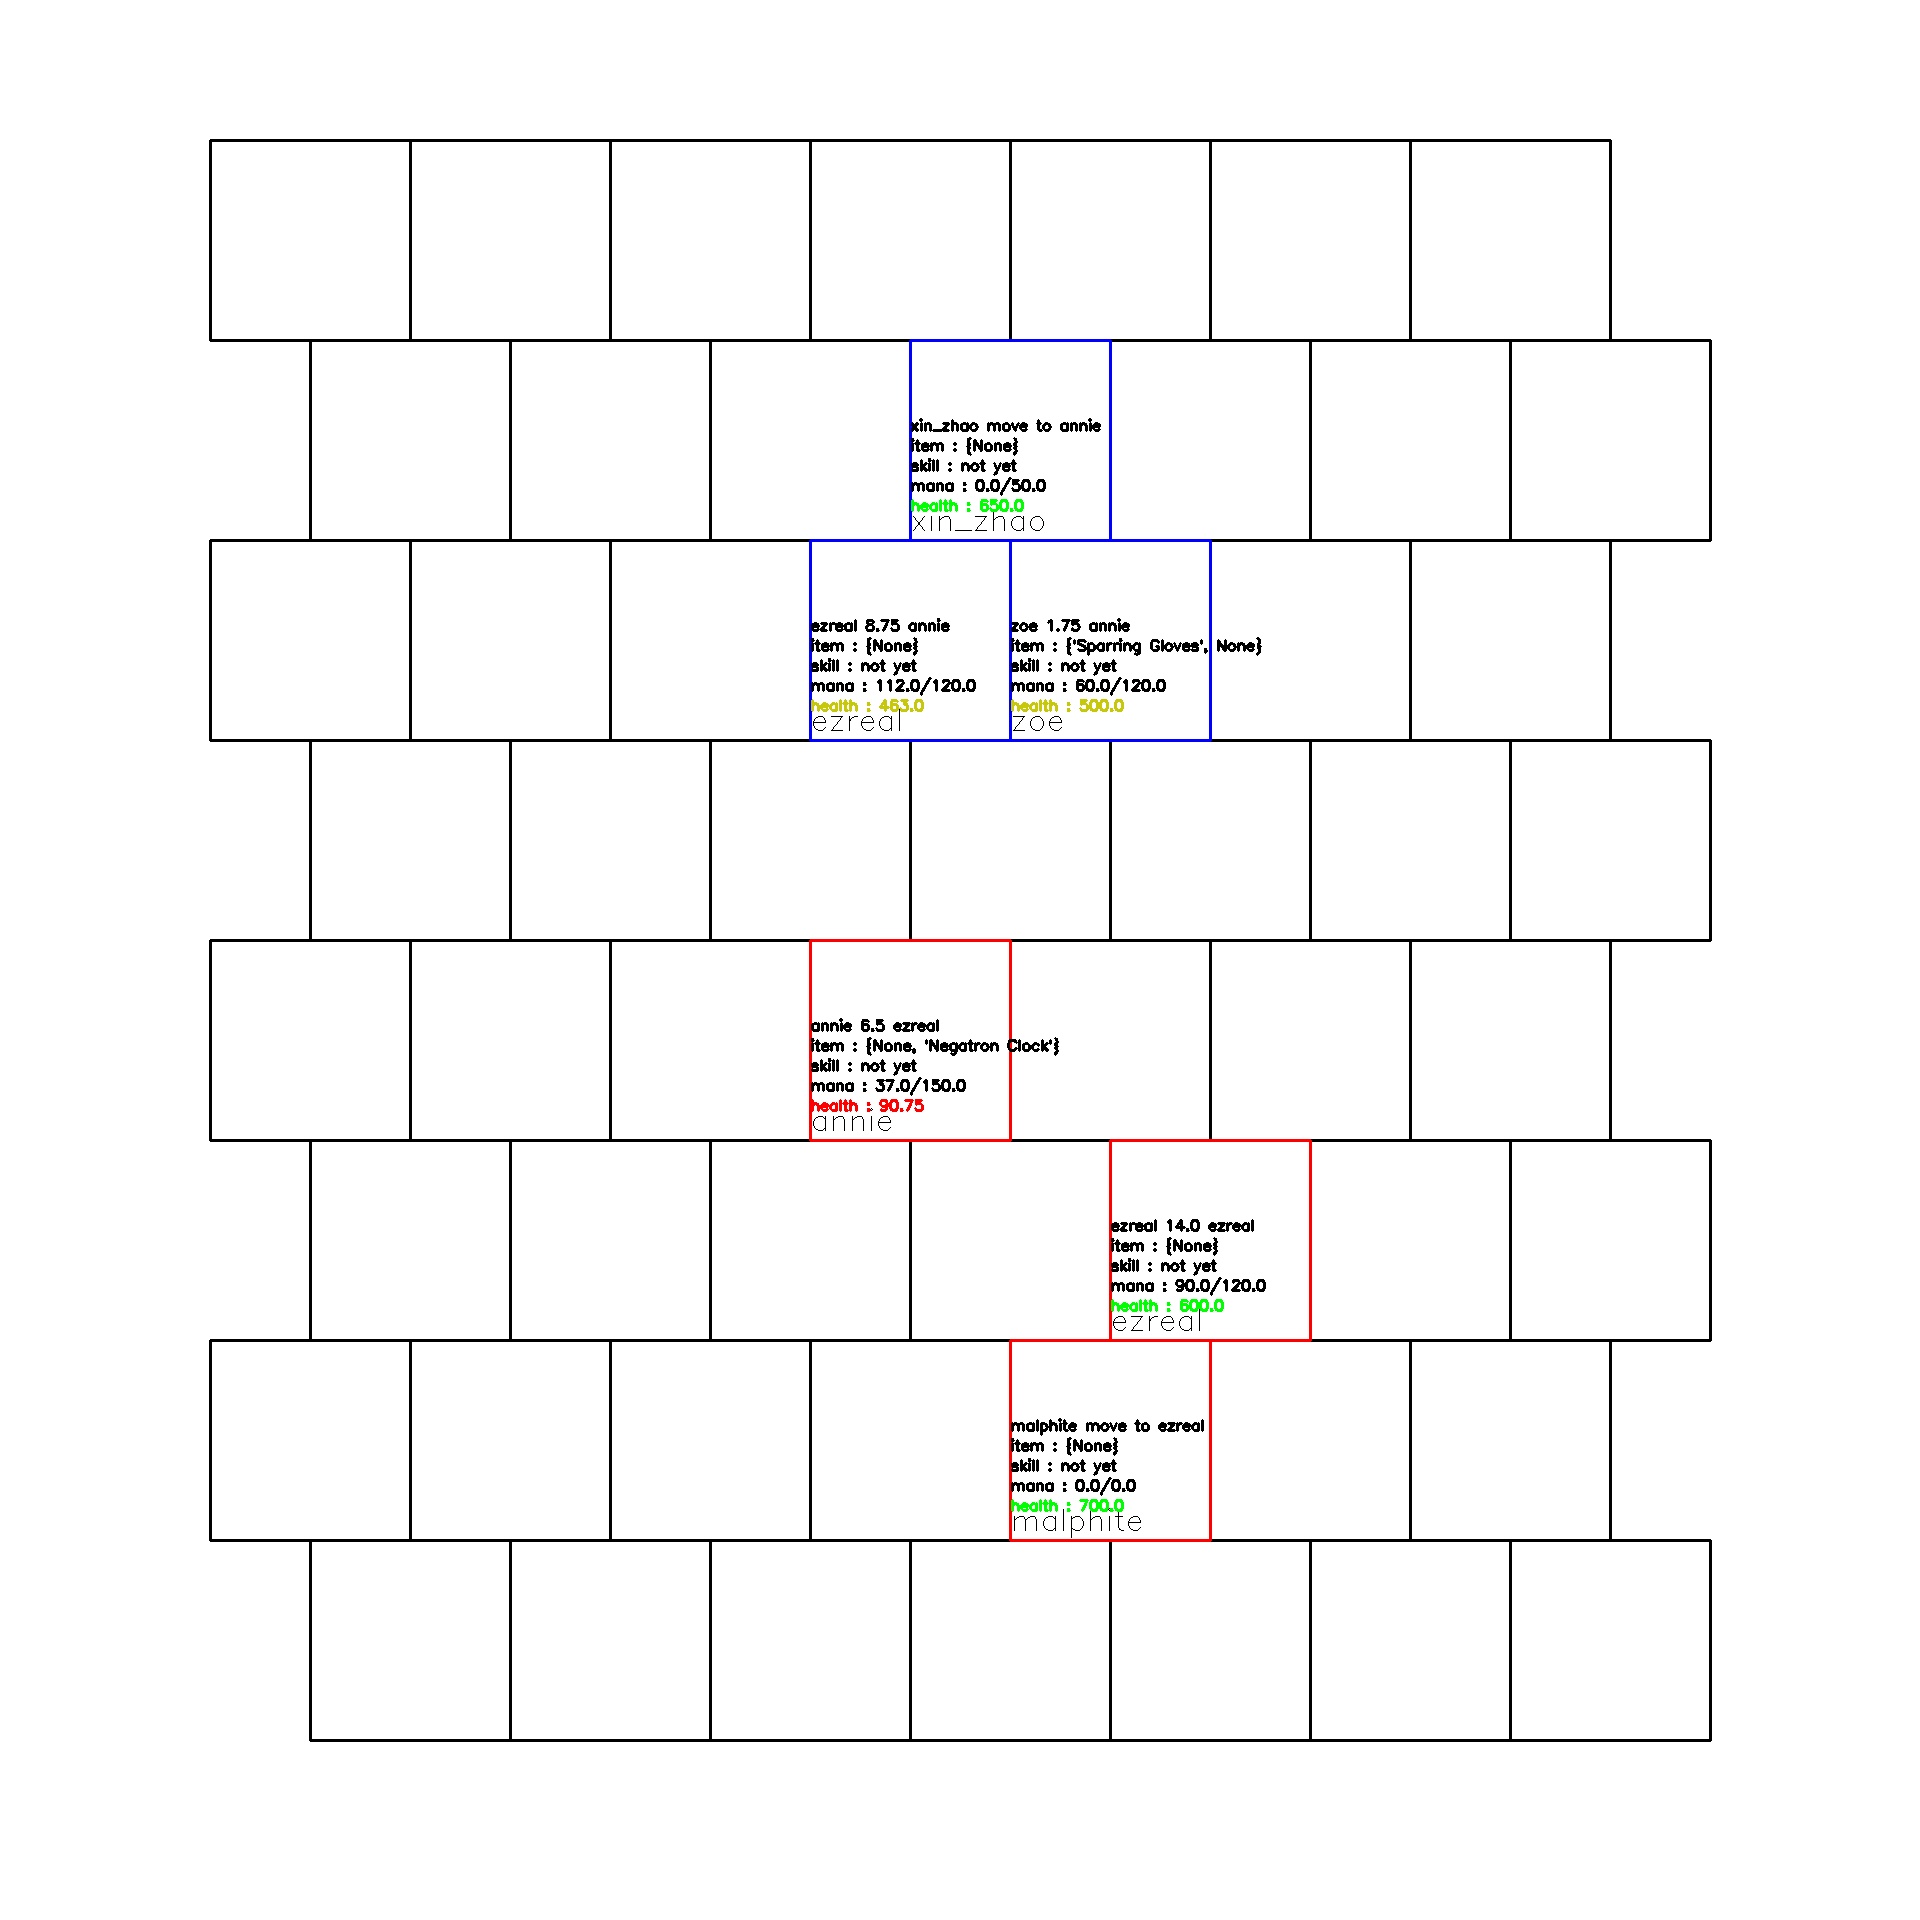 xin_zhao move to annie
item : {None}
skill : not yet
mana : 0.0/50.0
health : 650.0
xin_zhao
ezreal 8.75 annie
item : {None}
skill : not yet
mana : 112.0/120.0
health : 463.0
ezreal
zoe 1.75 annie
item : {'Sparring Gloves', None}
skill : not yet
mana : 60.0/120.0
health : 500.0
zoe
annie 6.5 ezreal
item : {None, 'Negatron Clock'}
skill : not yet
mana : 37.0/150.0
health : 90.75
annie
ezreal 14.0 ezreal
item : {None}
skill : not yet
mana : 90.0/120.0
health : 600.0
ezreal
malphite move to ezreal
item : {None}
skill : not yet
mana : 0.0/0.0
health : 700.0
malphite